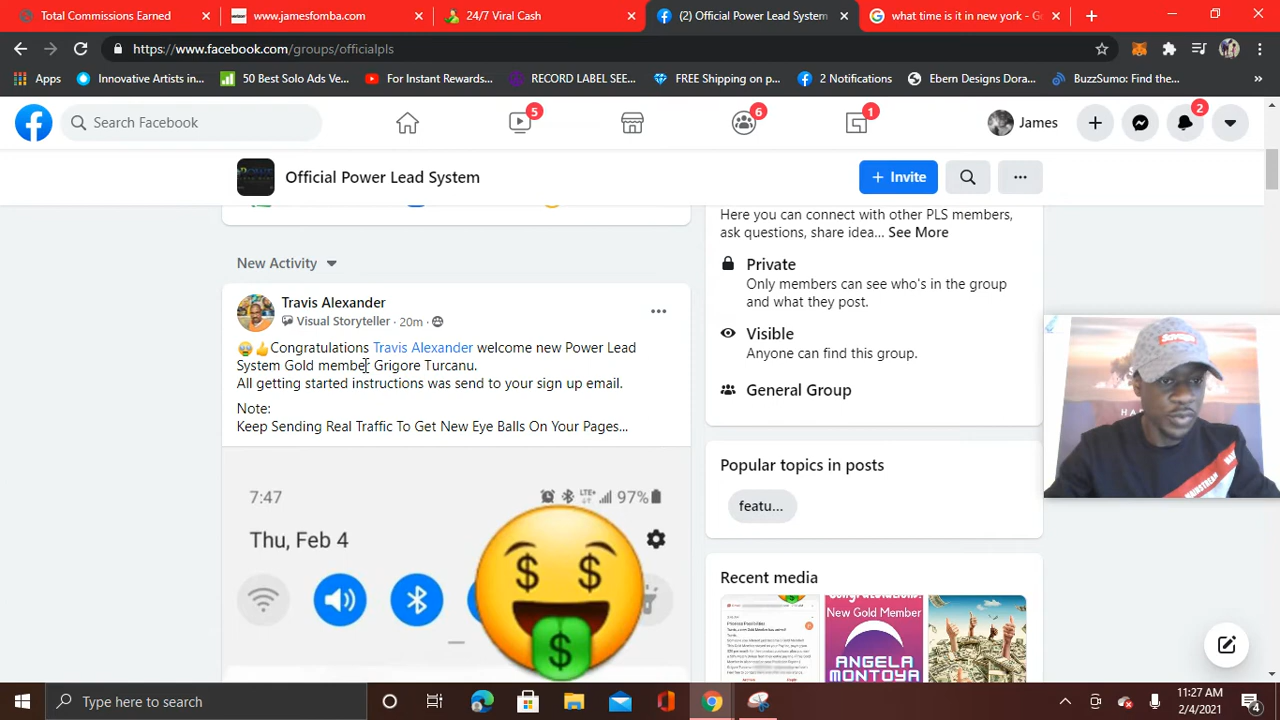 Total Commissions Earned
www.jamesfomba.com
24/7 Viral Cash
(2) Official Power Lead System
what time is it in new york - Go
https://www.facebook.com/groups/officialpls
Apps
Innovative Artists in...
50 Best Solo Ads Ve...
For Instant Rewards...
RECORD LABEL SEE...
FREE Shipping on p...
2 Notifications
Ebern Designs Dora...
BuzzSumo: Find the...
Search Facebook
5
6
1
James
2
Official Power Lead System
+ Invite
Here you can connect with other PLS members,
ask questions, share idea... See More
New Activity
Private
Only members can see who's in the group
and what they post.
Travis Alexander
Visual Storyteller · 20m ·
Congratulations Travis Alexander welcome new Power Lead
System Gold member Grigore Turcanu.
All getting started instructions was send to your sign up email.
Note:
Keep Sending Real Traffic To Get New Eye Balls On Your Pages...
Visible
Anyone can find this group.
General Group
Popular topics in posts
featu...
7:47
LTE+
97%
Thu, Feb 4
Recent media
New Gold Member
ANGELA
MONTOYA
Type here to search
11:27 AM
2/4/2021
4